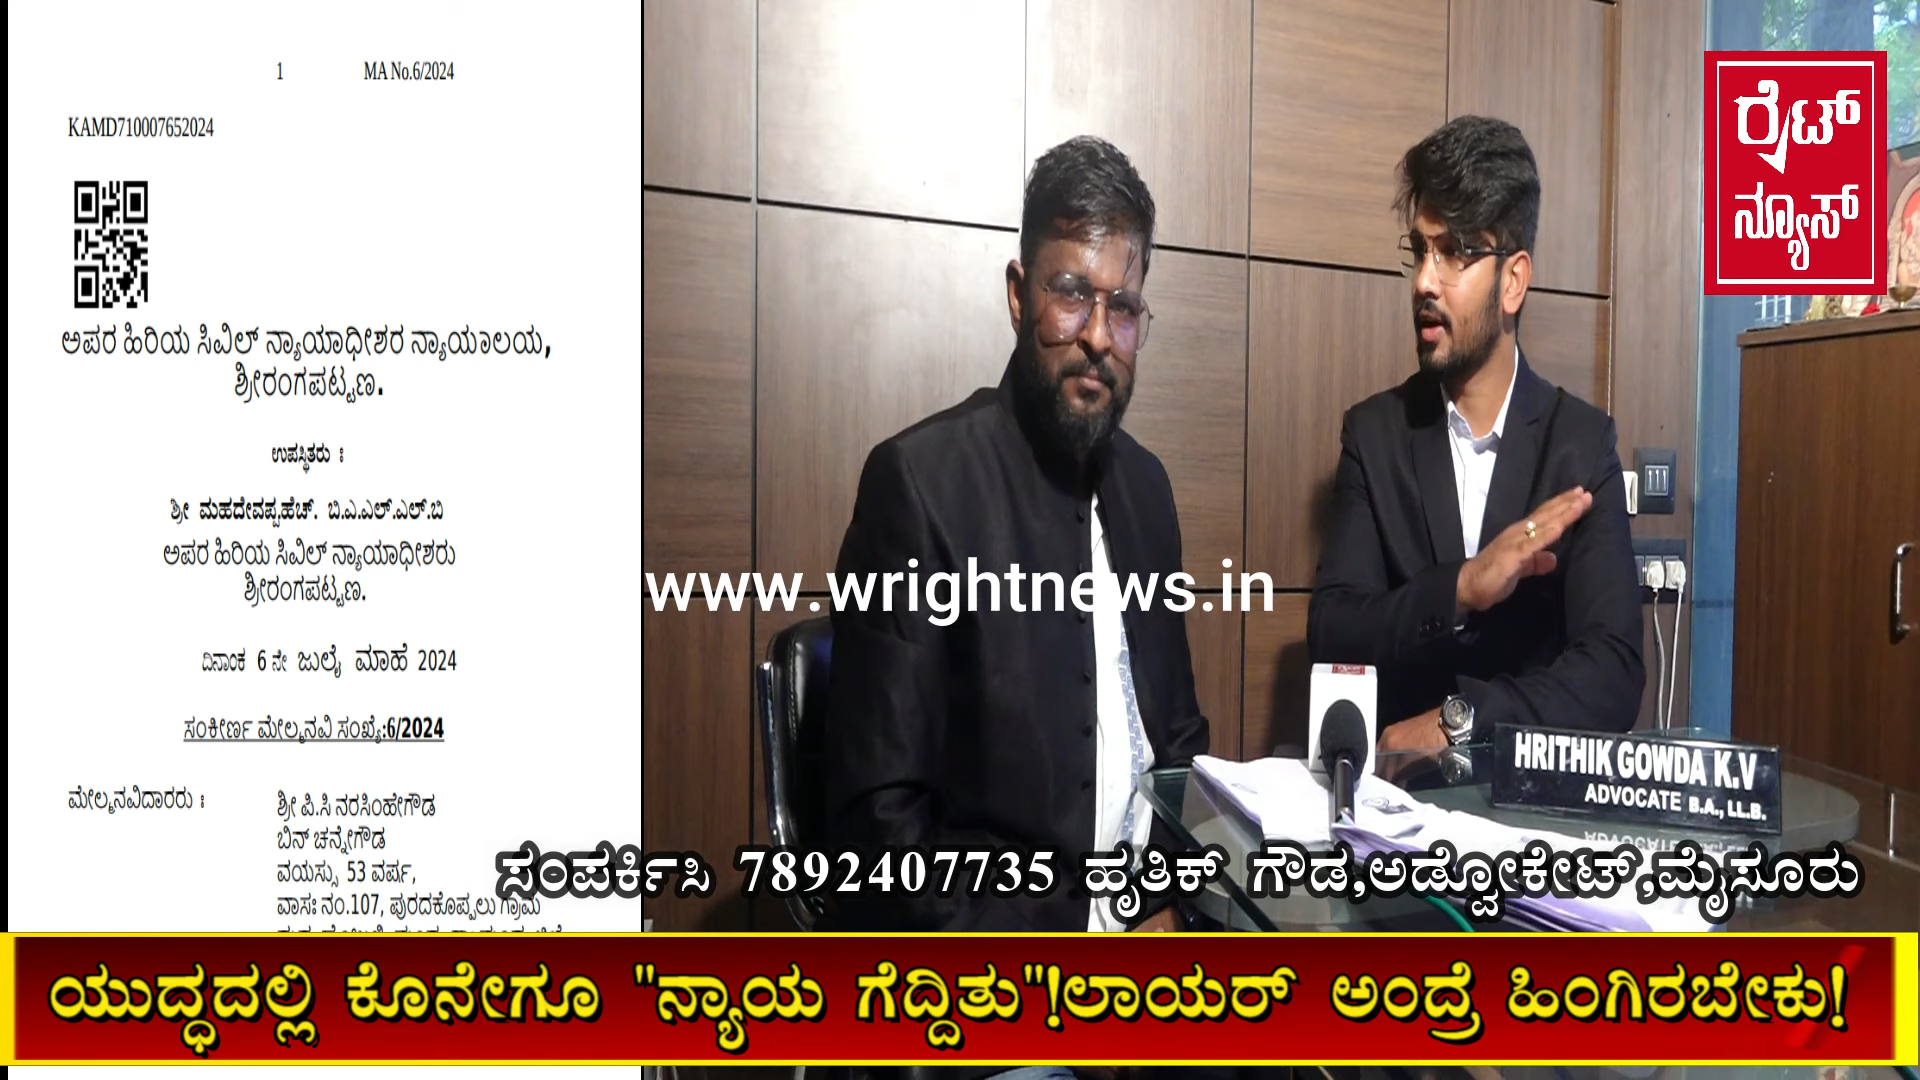 1 MA No.6/2024
KAMD710007652024
ಅಪರ ಹಿರಿಯ ಸಿವಿಲ್ ನ್ಯಾಯಾಧೀಶರ ನ್ಯಾಯಾಲಯ,
ಶ್ರೀರಂಗಪಟ್ಟಣ.
ಉಪಸ್ಥಿತರು :
ಶ್ರೀ ಮಹದೇವಪ್ಪಹೆಚ್. ಬಿ.ಎ.ಎಲ್.ಎಲ್.ಬಿ
ಅಪರ ಹಿರಿಯ ಸಿವಿಲ್ ನ್ಯಾಯಾಧೀಶರು
ಶ್ರೀರಂಗಪಟ್ಟಣ.
ದಿನಾಂಕ 6 ನೇ ಜುಲೈ ಮಾಹೆ 2024
ಸಂಕೀರ್ಣ ಮೇಲ್ಮನವಿ ಸಂಖ್ಯೆ:6/2024
ಮೇಲ್ಮನವಿದಾರರು :
ಶ್ರೀ ಪಿ.ಸಿ ನರಸಿಂಹೇಗೌಡ
ಬಿನ್ ಚನ್ನೇಗೌಡ
ವಯಸ್ಸು 53 ವರ್ಷ,
ವಾಸಃ ನಂ.107, ಪುರದಕೊಪ್ಪಲು ಗ್ರಾಮ
ರೈಟ್
ನ್ಯೂಸ್
www.wrightnews.in
HRITHIK GOWDA K.V
ADVOCATE B.A., LL.B.
ಸಂಪರ್ಕಿಸಿ 7892407735 ಹೃತಿಕ್ ಗೌಡ,ಅಡ್ವೋಕೇಟ್,ಮೈಸೂರು
ಯುದ್ಧದಲ್ಲಿ ಕೊನೇಗೂ "ನ್ಯಾಯ ಗೆದ್ದಿತು"!ಲಾಯರ್ ಅಂದ್ರೆ ಹಿಂಗಿರಬೇಕು!